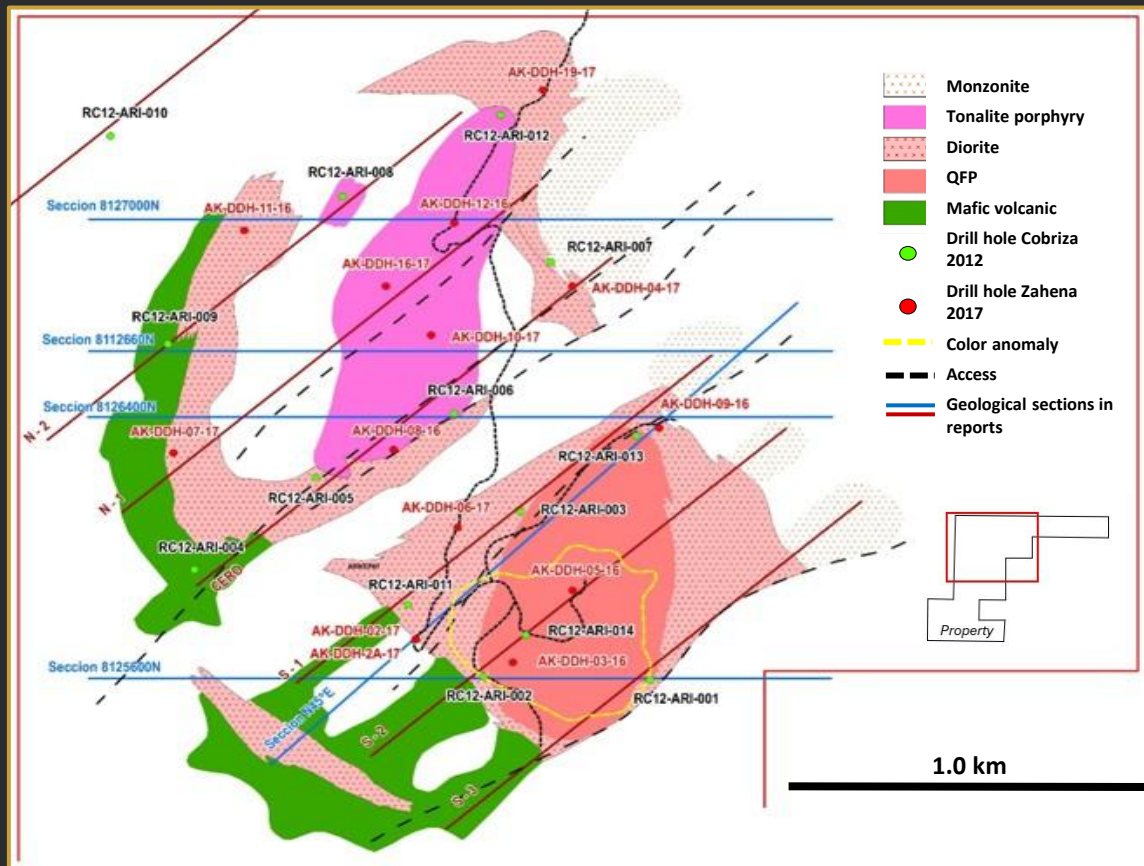 AK-DDH-19-17
RC12-ARI-010
RC12-ARI-012
RC12-ARI-008
Seccion 8127000N
AK-DDH-11-16
AK-DDH-12-16
RC12-ARI-007
AK-DDH-16-17
AK-DDH-04-17
RC12-ARI-009
AK-DDH-10-17
Seccion 8112660N
RC12-ARI-006
Seccion 8126400N
AK-DDH-09-16
N-2
AK-DDH-07-17
AK-DDH-08-16
RC12-ARI-013
RC12-ARI-005
N-1
AK-DDH-06-17
RC12-ARI-003
RC12-ARI-004
CERO
AK-DDH-05-16
RC12-ARI-011
AK-DDH-02-17
AK-DDH-2A-17
RC12-ARI-014
AK-DDH-03-16
S-1
Seccion 8125600N
RC12-ARI-002
RC12-ARI-001
Seccion N45°E
S-2
S-3
Monzonite
Tonalite porphyry
Diorite
QFP
Mafic volcanic
Drill hole Cobriza
2012
Drill hole Zahena
2017
Color anomaly
Access
Geological sections in
reports
Property
1.0 km